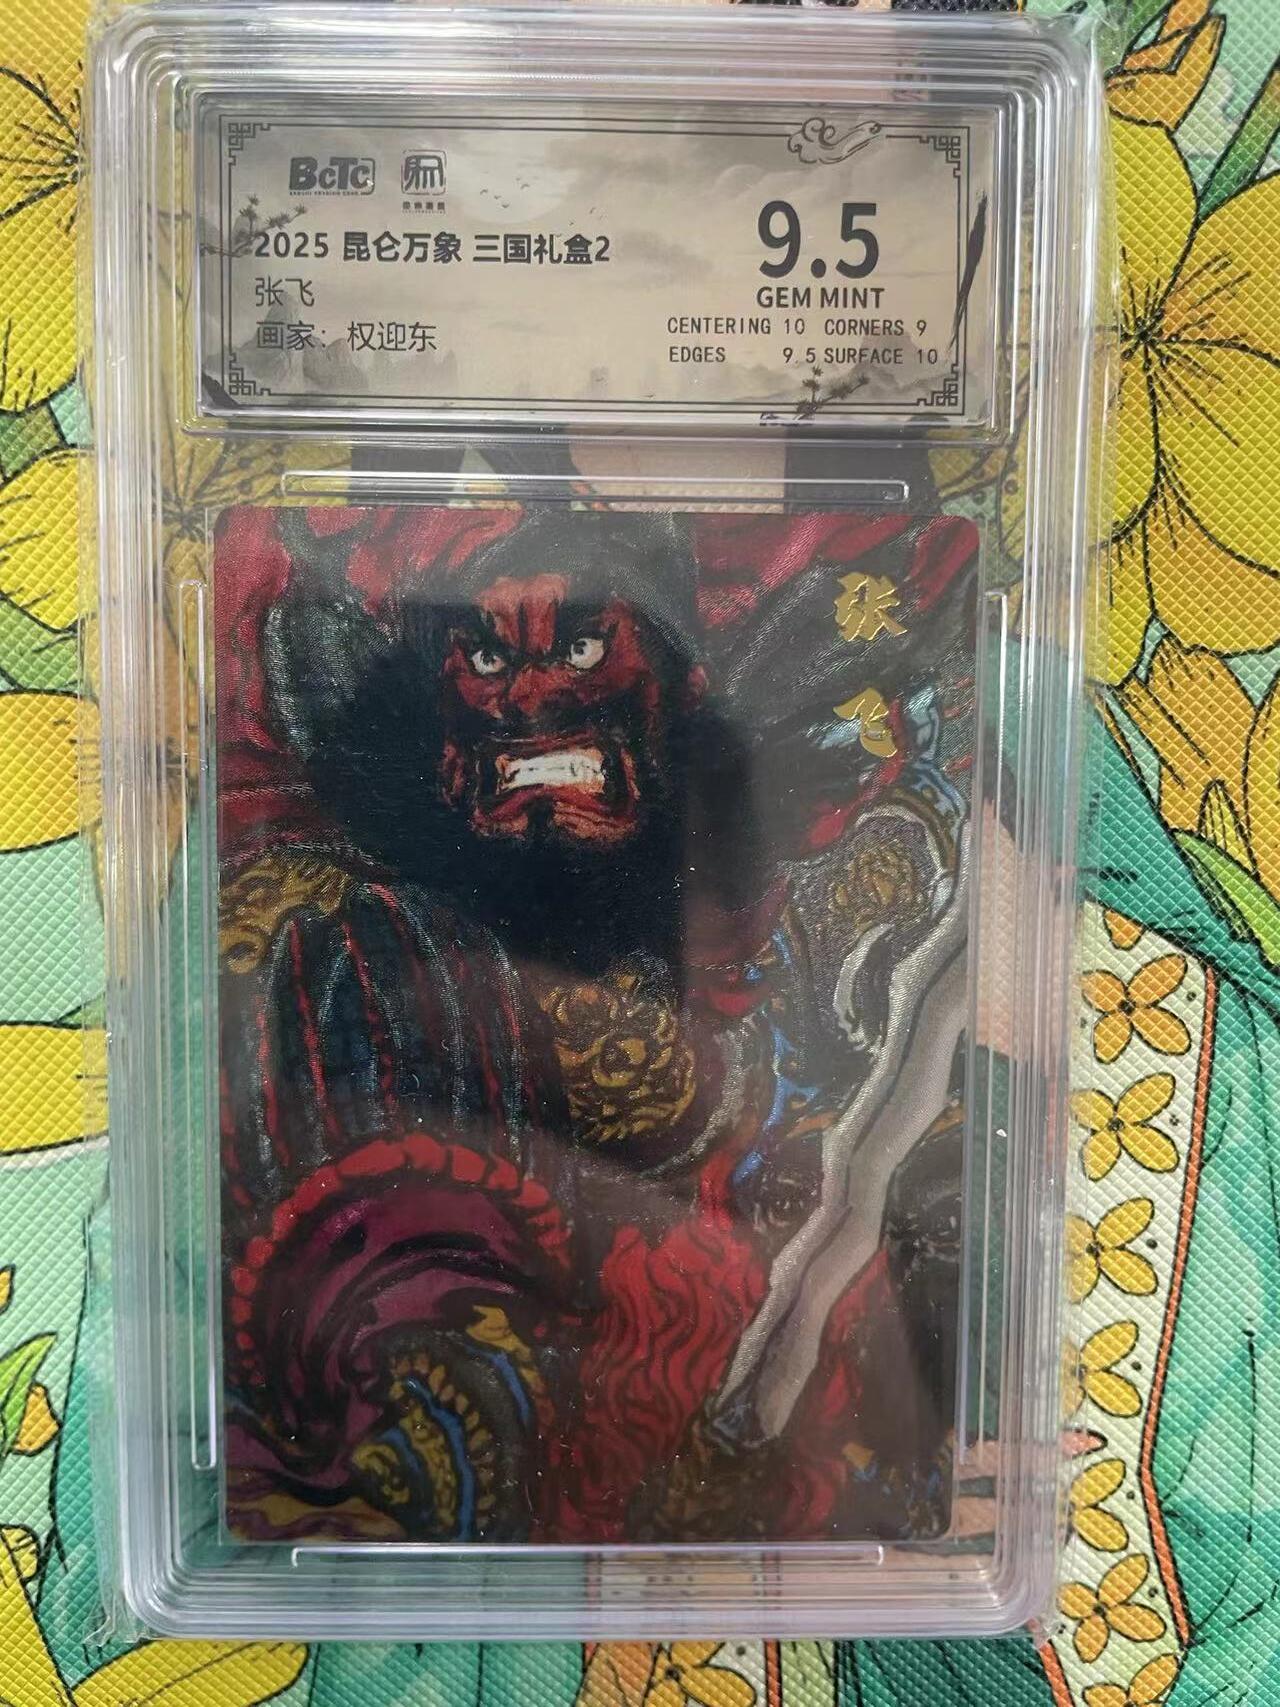 BCTC
2025 昆仑万象 三国礼盒2
张飞
画家：权迎东
9.5
GEM MINT
CENTERING 10 CORNERS 9
EDGES 9.5 SURFACE 10
张
飞